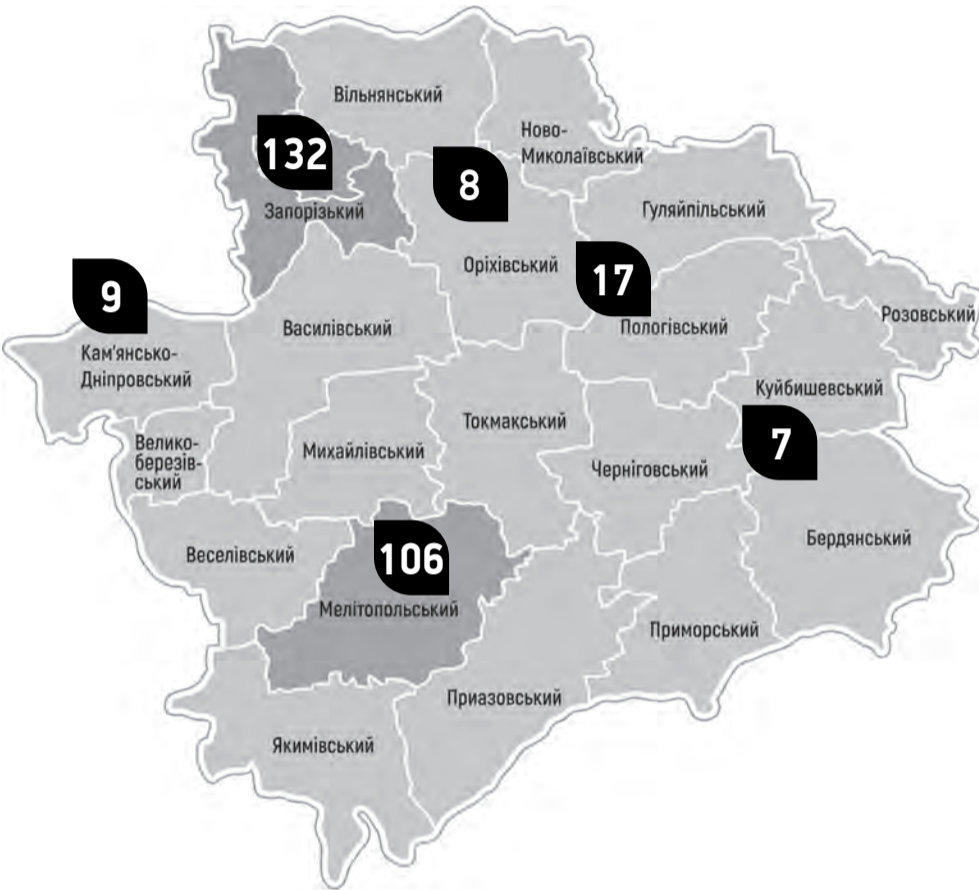 Вільнянський
Ново-
Миколаївський
132
8
Запорізький
Гуляйпільський
Оріхівський
17
9
Василівський
Пологівський
Розовський
Кам'янсько-
Дніпровський
Куйбишевський
Токмакський
7
Велико-
березів-
ський
Михайлівський
Черніговський
Веселівський
106
Бердянський
Мелітопольський
Приморський
Приазовський
Якимівський